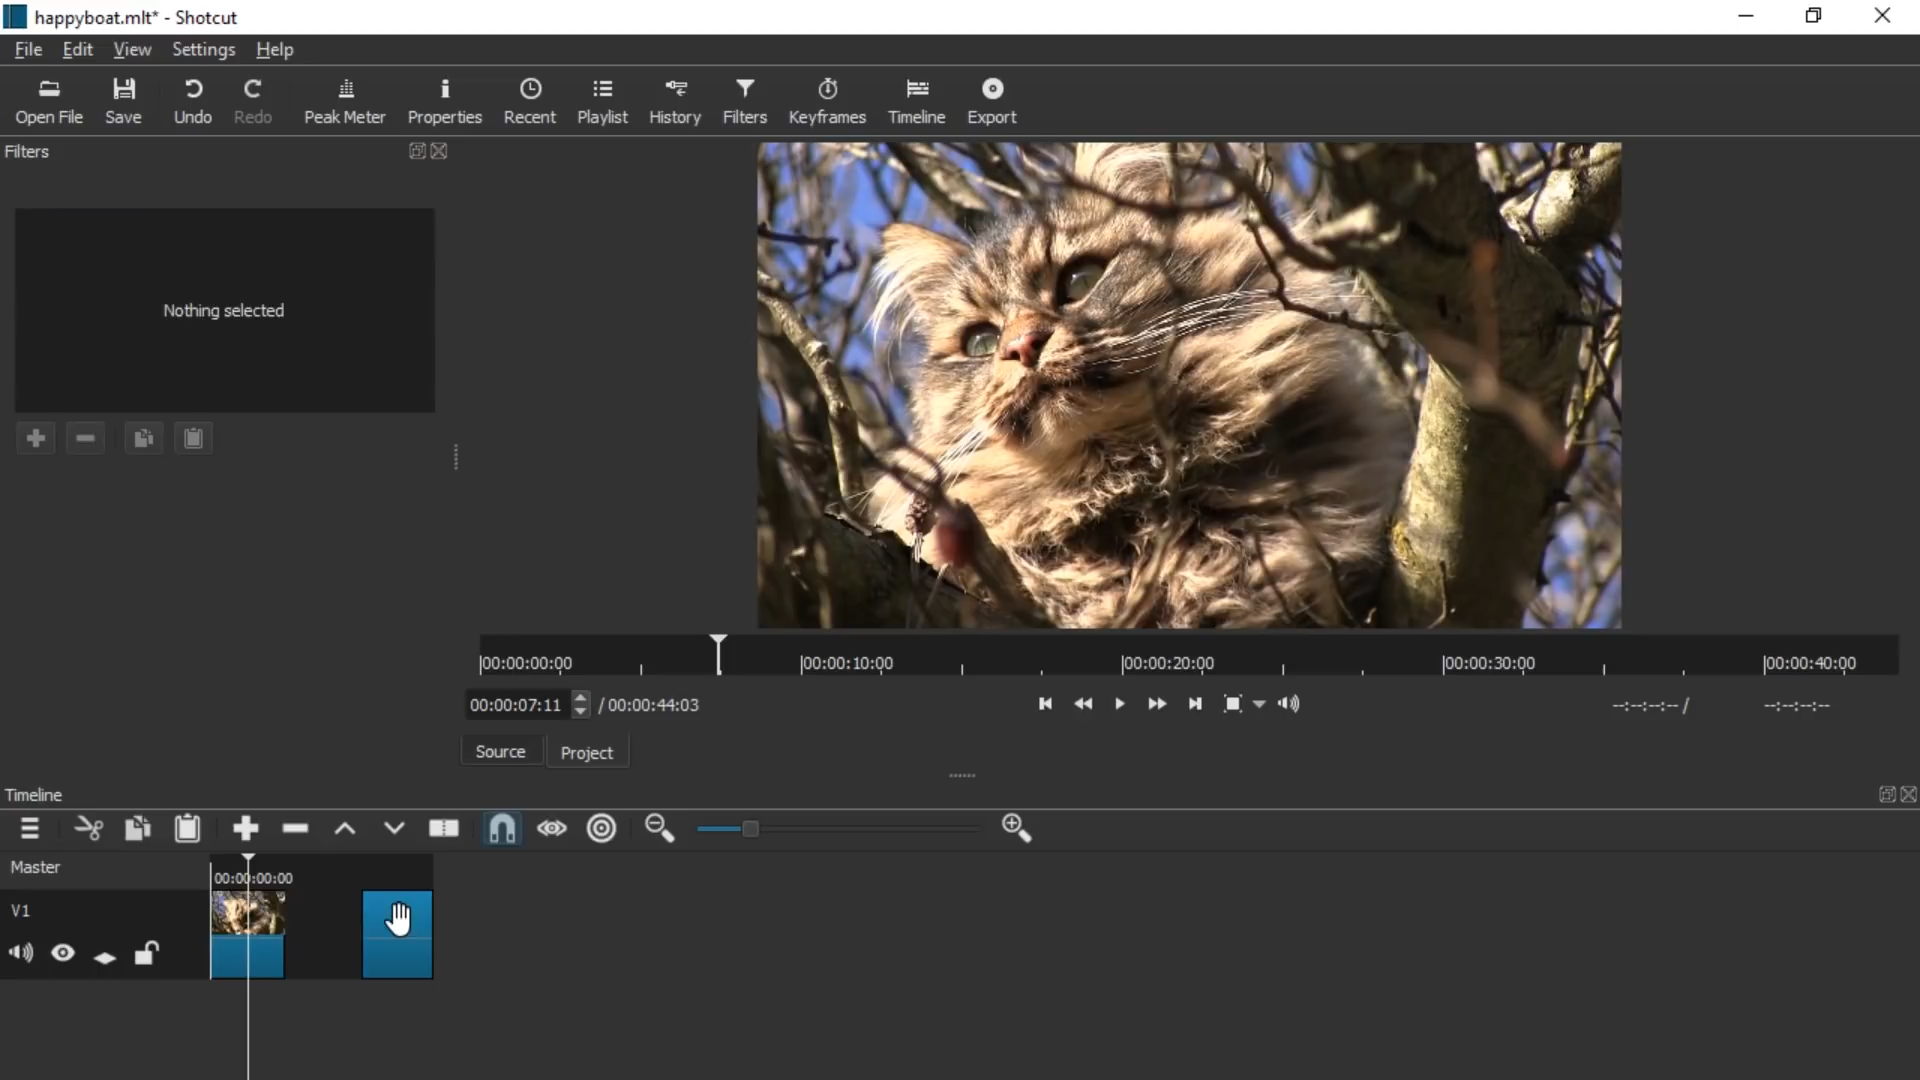 happyboat.mlt* - Shotcut
File Edit View Settings Help
Open File Save Undo Redo Peak Meter Properties Recent Playlist History Filters Keyframes Timeline Export
Filters
Nothing selected
00:00:00:00 00:00:10:00 00:00:20:00 00:00:30:00 00:00:40:00
00:00:07:11 / 00:00:44:03 --:--:--:-- / --:--:--:--
Source Project
Timeline
Master
00:00:00:00
V1